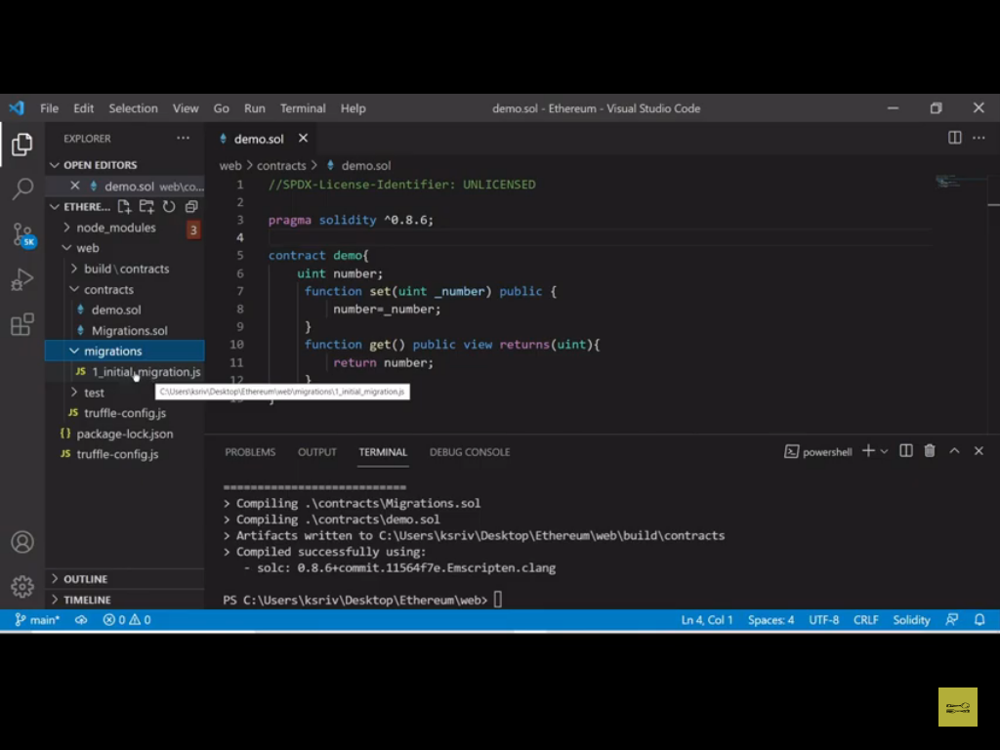 File Edit Selection View Go Run Terminal Help
demo.sol - Ethereum - Visual Studio Code
EXPLORER
OPEN EDITORS
demo.sol web\co...
ETHERE...
node_modules
3
web
build\contracts
contracts
demo.sol
Migrations.sol
migrations
JS 1_initial_migration.js
C:\Users\ksriv\Desktop\Ethereum\web\migrations\1_initial_migration.js
test
JS truffle-config.js
{} package-lock.json
JS truffle-config.js
OUTLINE
TIMELINE
5K
demo.sol
web > contracts > demo.sol
1 //SPDX-License-Identifier: UNLICENSED
2
3 pragma solidity ^0.8.6;
4
5 contract demo{
6 uint number;
7 function set(uint _number) public {
8 number=_number;
9 }
10 function get() public view returns(uint){
11 return number;
12 }
PROBLEMS OUTPUT TERMINAL DEBUG CONSOLE
powershell
===========================
> Compiling .\contracts\Migrations.sol
> Compiling .\contracts\demo.sol
> Artifacts written to C:\Users\ksriv\Desktop\Ethereum\web\build\contracts
> Compiled successfully using:
- solc: 0.8.6+commit.11564f7e.Emscripten.clang
PS C:\Users\ksriv\Desktop\Ethereum\web>
main* 0 0 Ln 4, Col 1 Spaces: 4 UTF-8 CRLF Solidity